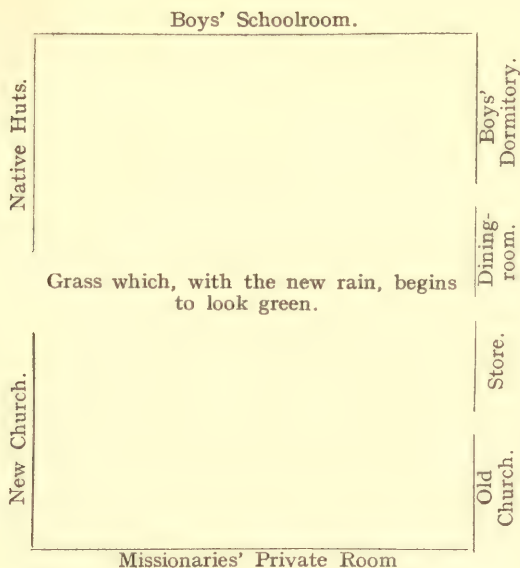 Boys' Schoolroom.
Native Huts.
Boys'
Dormitory.
Dining-
room.
Grass which, with the new rain, begins
to look green.
New Church.
Store.
Old
Church.
Missionaries' Private Room